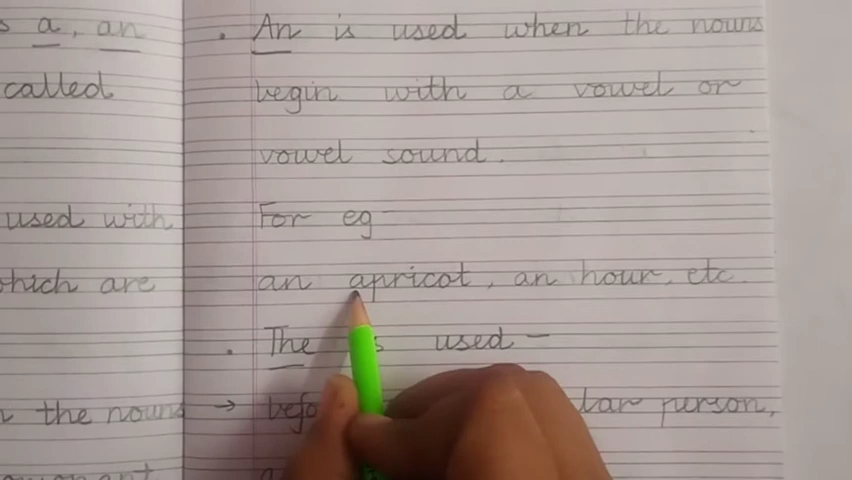 s a, an
called
used with
which are
n the nouns
. An is used when the nouns
begin with a vowel or
vowel sound.
For eg-
an apricot, an hour, etc.
. The used -
→ person,